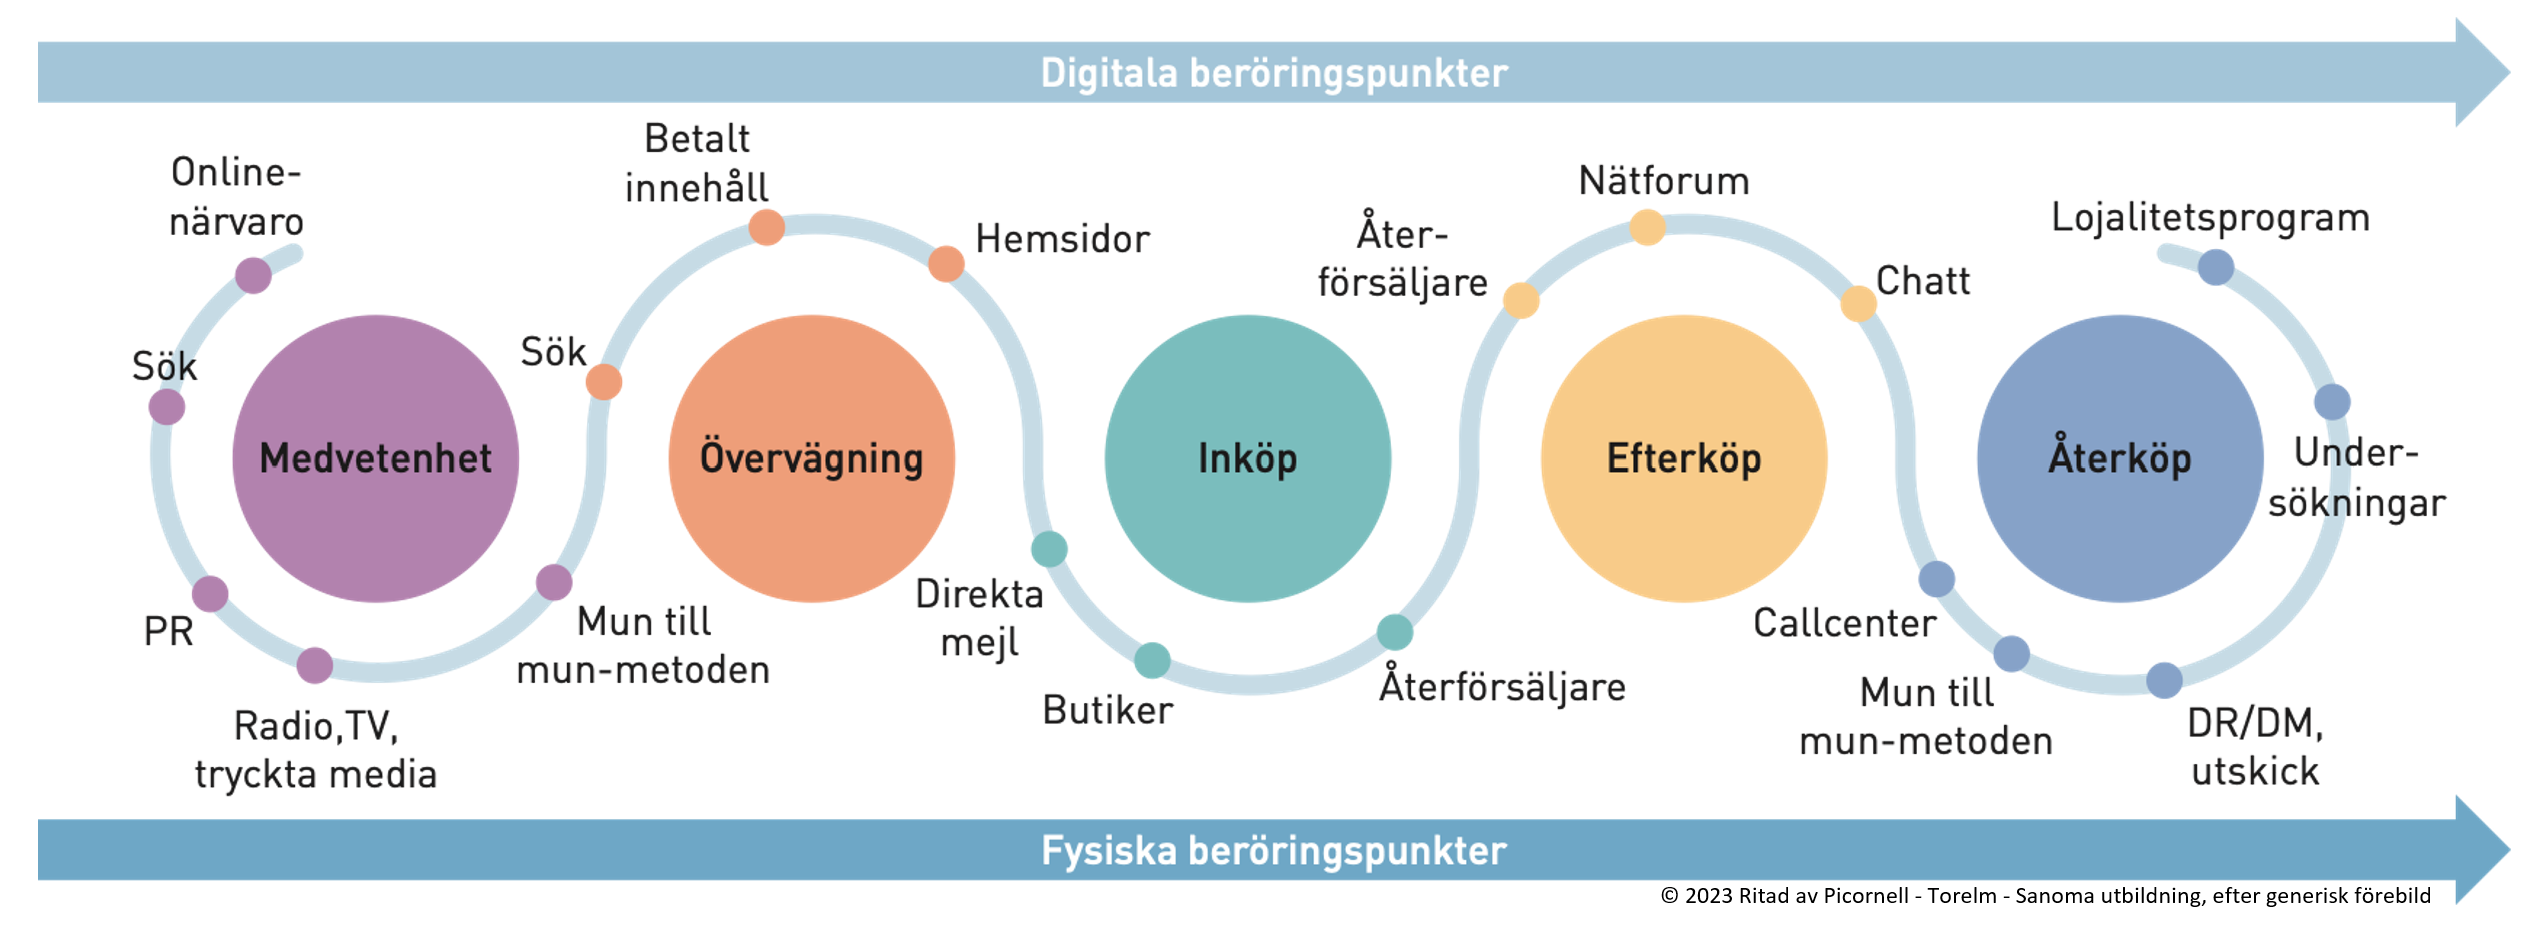 Digitala beröringspunkter
Online-
närvaro
Sök
PR
Radio,TV,
tryckta media
Medvetenhet
Mun till
mun-metoden
Sök
Betalt
innehåll
Hemsidor
Övervägning
Direkta
mejl
Butiker
Återförsäljare
Inköp
Åter-
försäljare
Nätforum
Chatt
Efterköp
Callcenter
Mun till
mun-metoden
DR/DM,
utskick
Under-
sökningar
Lojalitetsprogram
Återköp
Fysiska beröringspunkter
© 2023 Ritad av Picornell - Torelm - Sanoma utbildning, efter generisk förebild